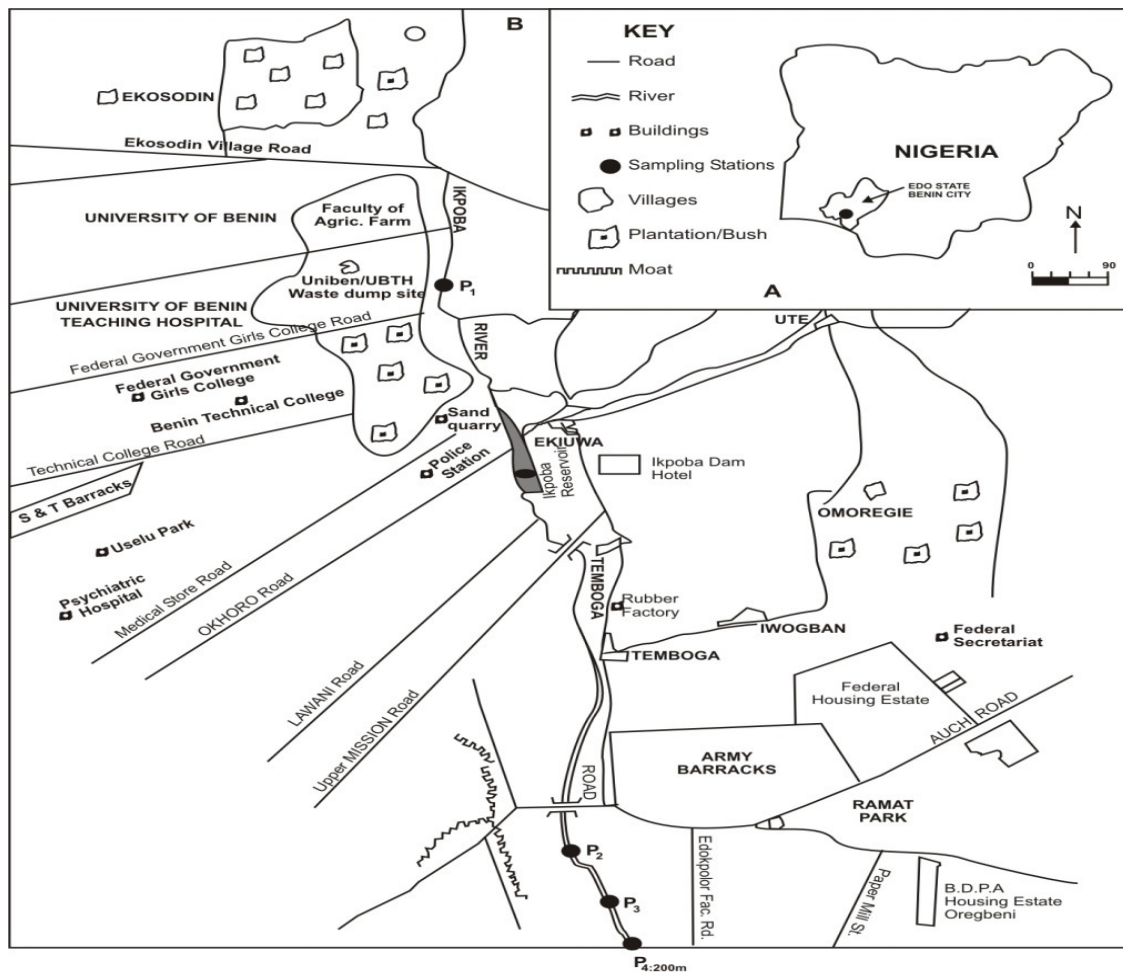 B
KEY
Road
River
Buildings
Sampling Stations
Villages
Plantation/Bush
Moat
NIGERIA
EDO STATE
BENIN CITY
N
0
90
A
EKOSODIN
Ekosodin Village Road
IKPOBA
UNIVERSITY OF BENIN
Faculty of
Agric. Farm
Uniben/UBTH
Waste dump site
P1
UNIVERSITY OF BENIN
TEACHING HOSPITAL
Federal Government Girls College Road
RIVER
UTE
Federal Government
Girls College
Benin Technical College
Technical College Road
Sand
quarry
Police
Station
EKIUWA
Ikpoba
Reservoir
Ikpoba Dam
Hotel
S & T Barracks
Uselu Park
Psychiatric
Hospital
Medical Store Road
OKHORO Road
LAWANI Road
Upper MISSION Road
OMOREGIE
TEMBOGA
Rubber
Factory
IWOGBAN
TEMBOGA
Federal
Secretariat
Federal
Housing Estate
AUCH ROAD
ARMY
BARRACKS
ROAD
RAMAT
PARK
P2
P3
P4:200m
Edokpolor Fac. Rd.
Paper Mill St.
B.D.P.A
Housing Estate
Oregbeni